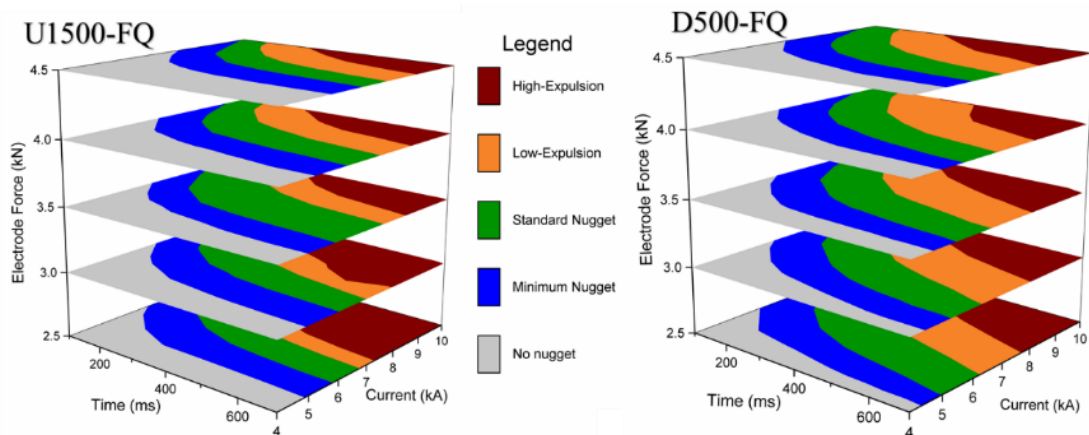 U1500-FQ
4.5
4.0
3.5
3.0
2.5
Electrode Force (kN)
200
400
600
Time (ms)
4
5
6
7
8
9
10
Current (kA)
Legend
High-Expulsion
Low-Expulsion
Standard Nugget
Minimum Nugget
No nugget
D500-FQ
4.5
4.0
3.5
3.0
2.5
Electrode Force (kN)
200
400
600
Time (ms)
4
5
6
7
8
9
10
Current (kA)